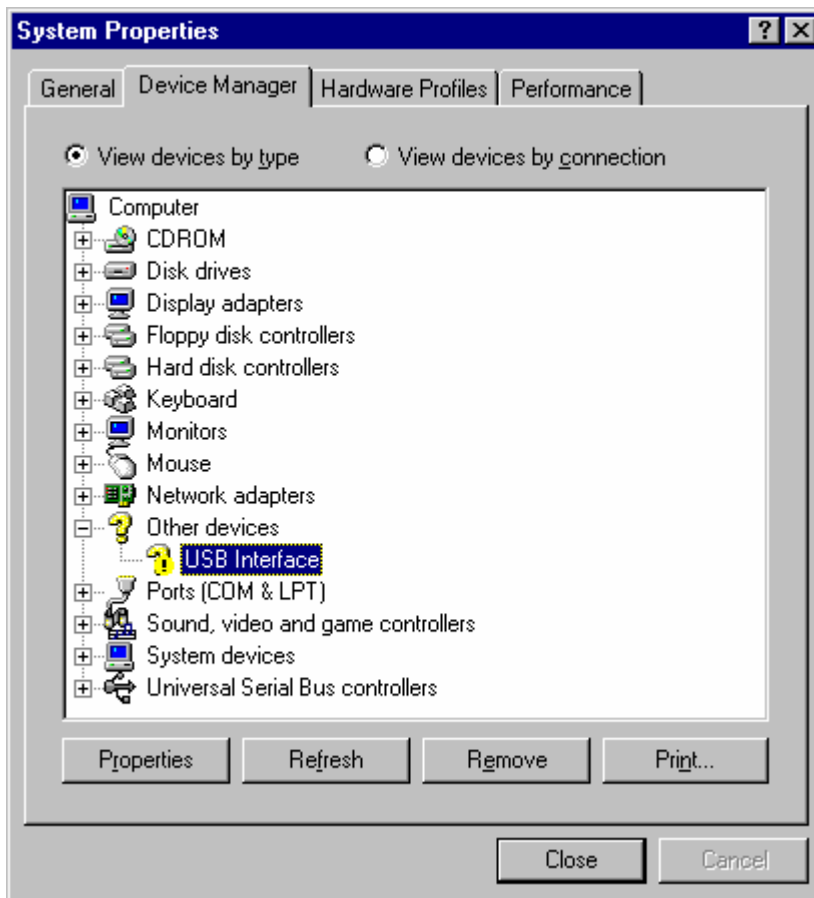 System Properties
General Device Manager Hardware Profiles Performance
View devices by type View devices by connection
Computer
CDROM
Disk drives
Display adapters
Floppy disk controllers
Hard disk controllers
Keyboard
Monitors
Mouse
Network adapters
Other devices
USB Interface
Ports (COM & LPT)
Sound, video and game controllers
System devices
Universal Serial Bus controllers
Properties Refresh Remove Print...
Close Cancel